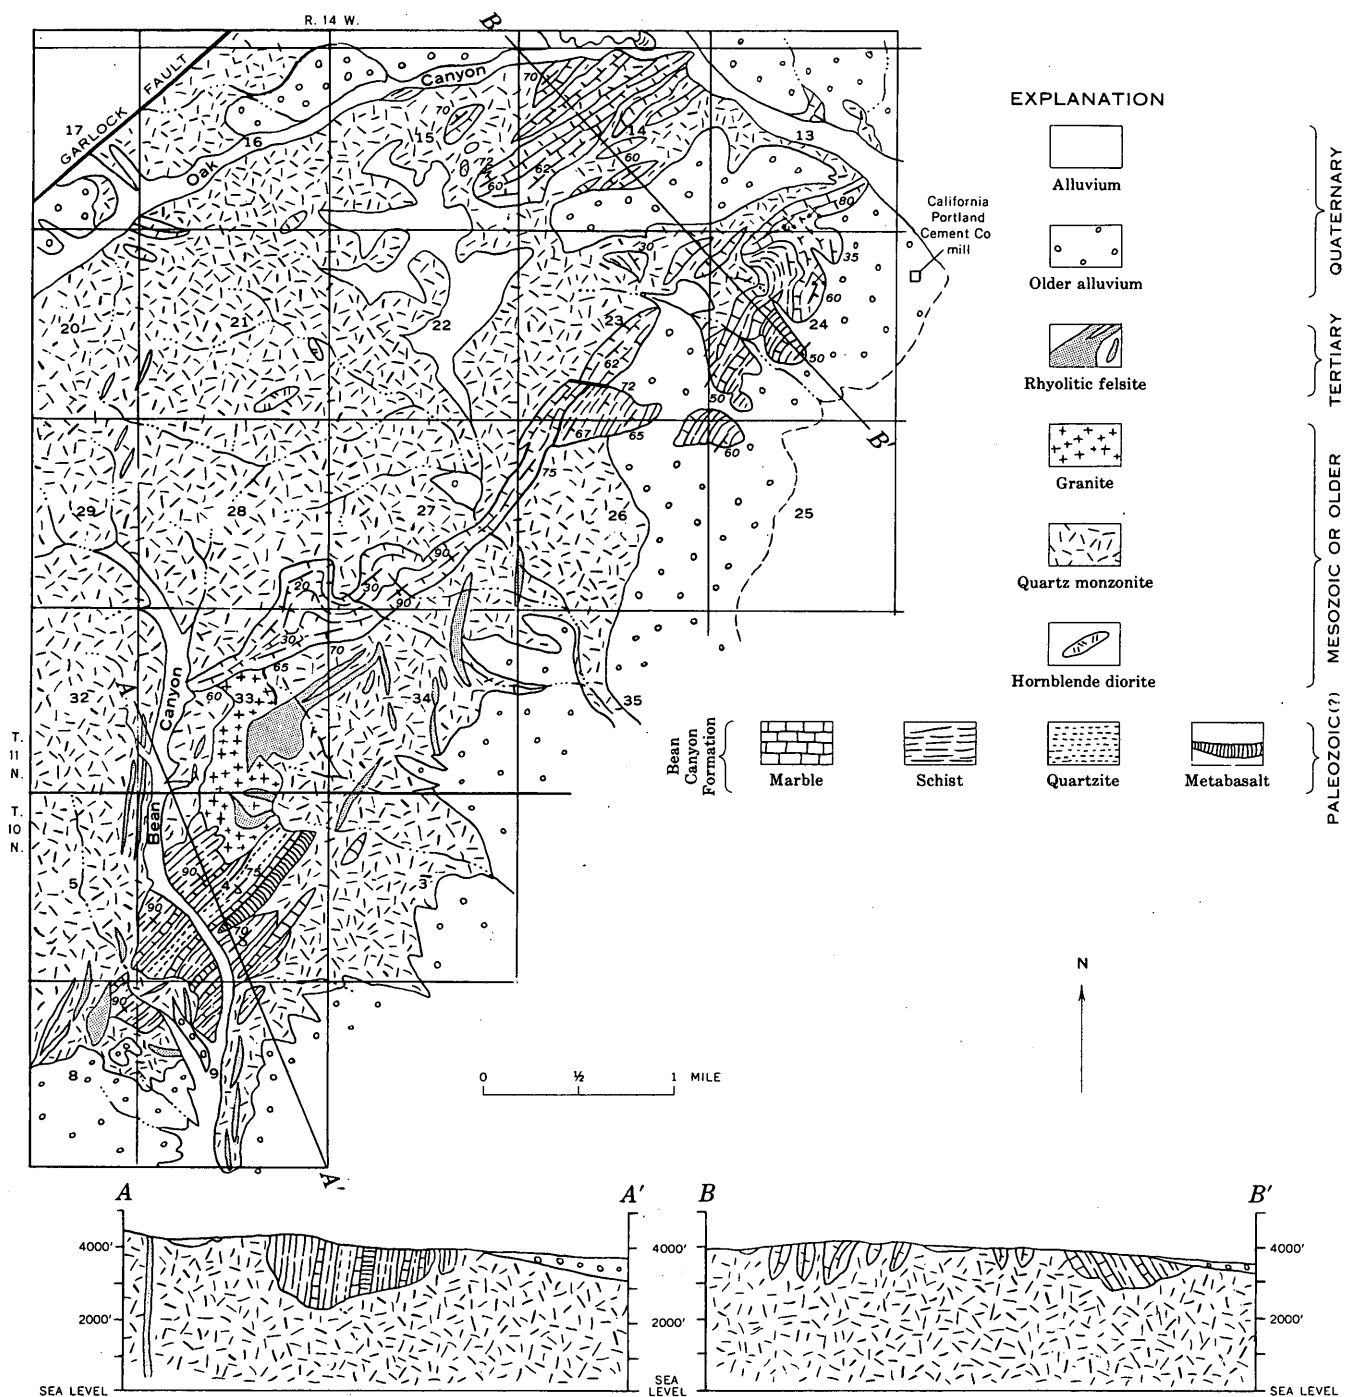 R. 14 W.
B
GARLOCK FAULT
Oak Canyon
17
16
15
14
13
70
70
72
60
62
60
80
California
Portland
Cement Co
mill
30
35
60
20
21
22
23
24
62
50
72
50
67
65
60
B'
75
29
28
27
26
25
90
20
30
90
30
65
70
60
32
33
34
35
A
Bean Canyon
T.
11
N.
T.
10
N.
90
75
5
4
3
90
70
90
8
9
A'
0 ½ 1 MILE
N
EXPLANATION
Alluvium
Older alluvium
QUATERNARY
Rhyolitic felsite
TERTIARY
Granite
Quartz monzonite
Hornblende diorite
MESOZOIC OR OLDER
Bean
Canyon
Formation
Marble
Schist
Quartzite
Metabasalt
PALEOZOIC(?)
A
A'
4000'
2000'
SEA LEVEL
4000'
2000'
SEA
LEVEL
B
B'
4000'
2000'
SEA LEVEL